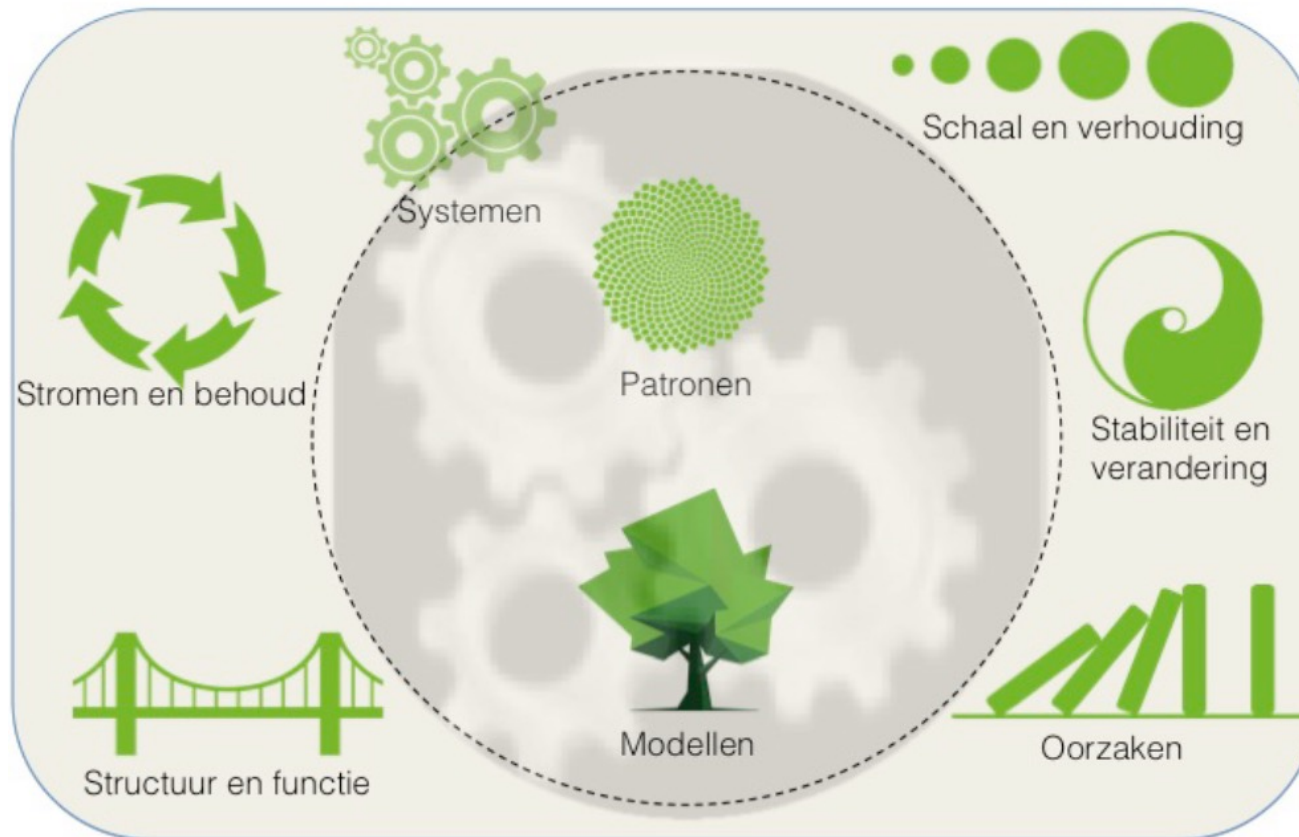 Schaal en verhouding
Systemen
Patronen
Stromen en behoud
Stabiliteit en
verandering
Modellen
Oorzaken
Structuur en functie